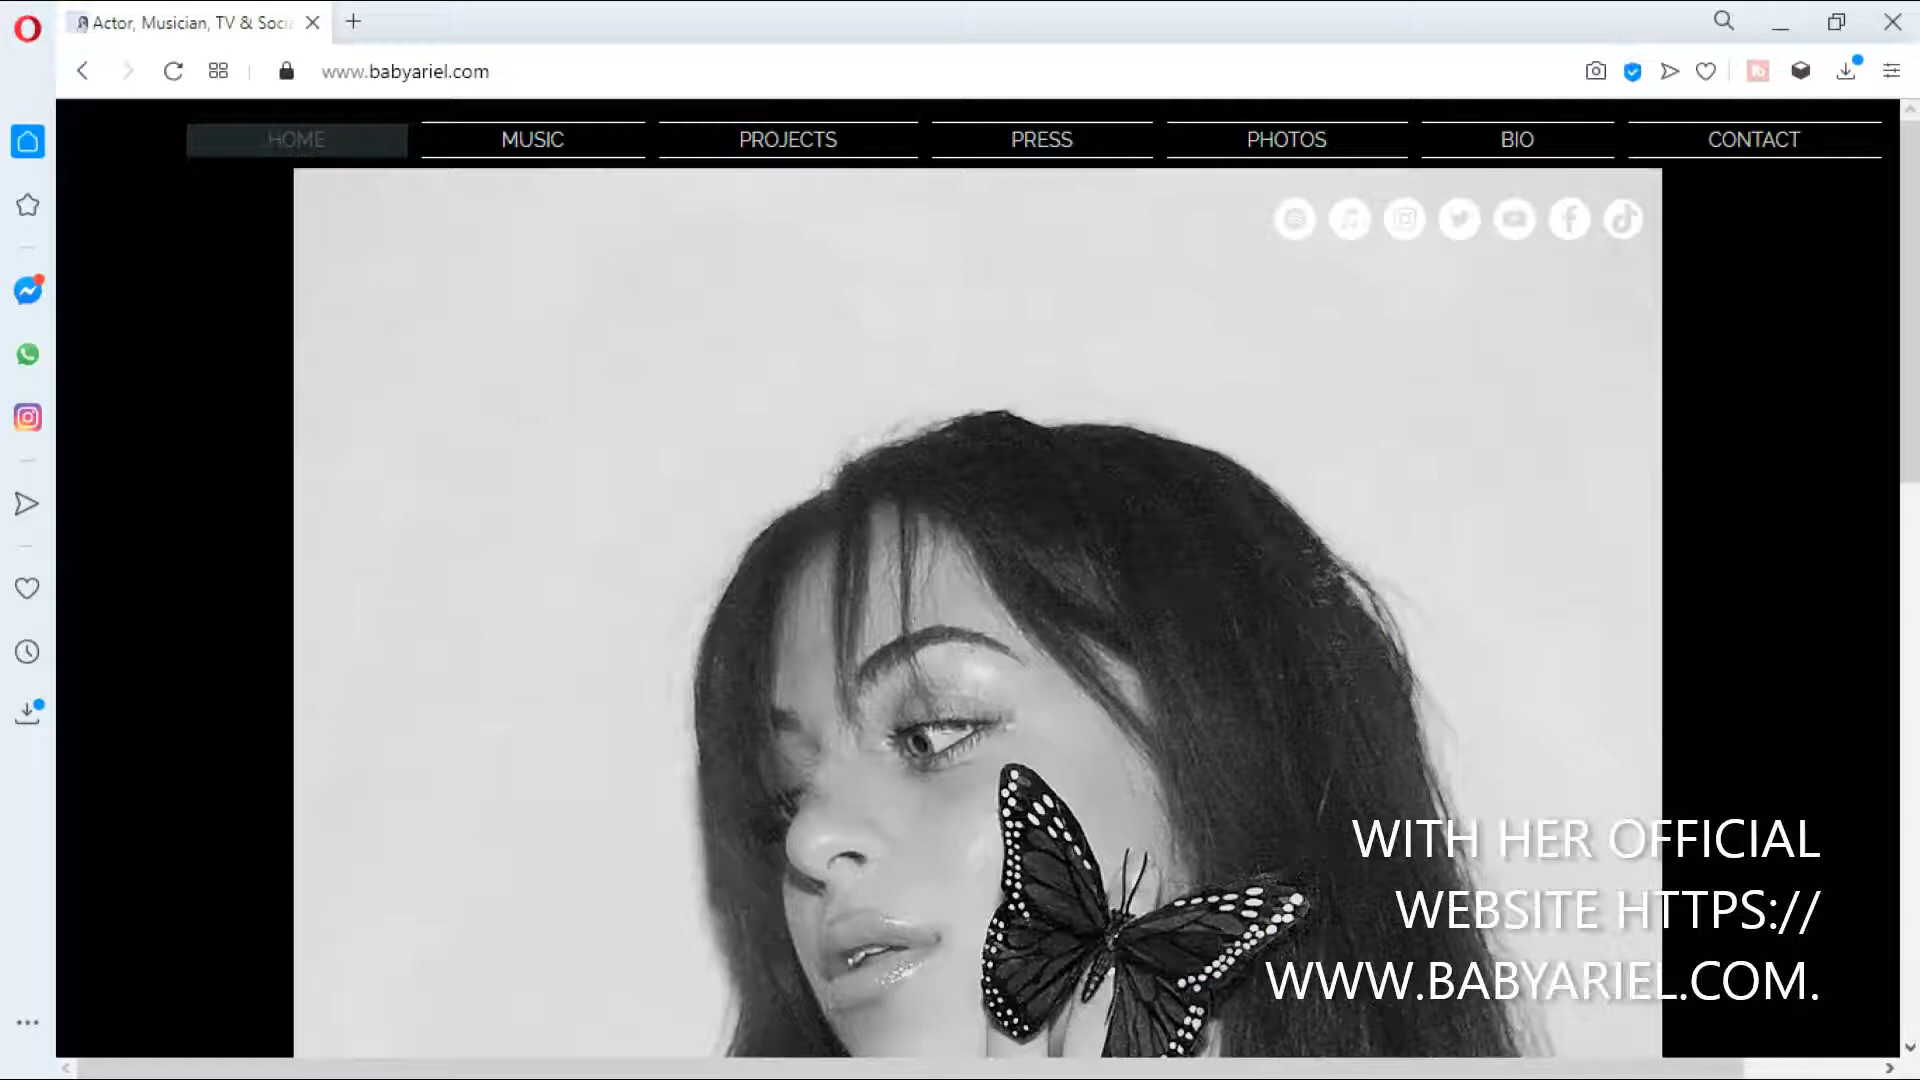 Actor, Musician, TV & Soci
www.babyariel.com
HOME
MUSIC
PROJECTS
PRESS
PHOTOS
BIO
CONTACT
WITH HER OFFICIAL
WEBSITE HTTPS://
WWW.BABYARIEL.COM.